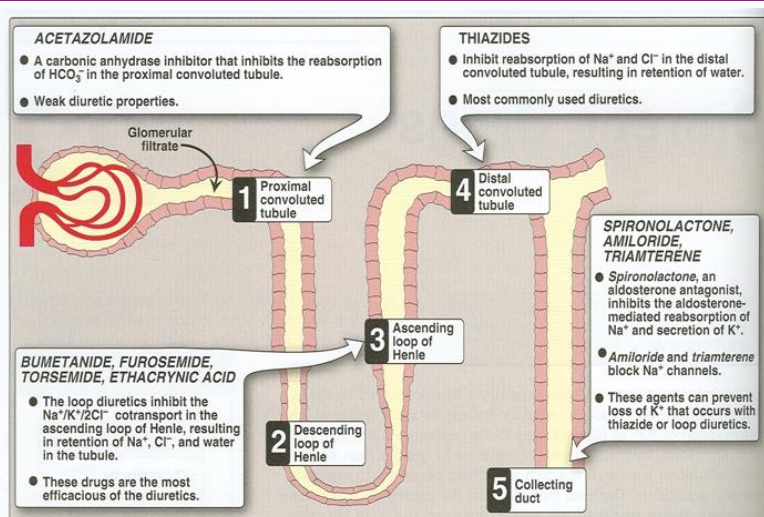 ACETAZOLAMIDE
● A carbonic anhydrase inhibitor that inhibits the reabsorption
of HCO₃⁻ in the proximal convoluted tubule.
● Weak diuretic properties.
THIAZIDES
● Inhibit reabsorption of Na⁺ and Cl⁻ in the distal
convoluted tubule, resulting in retention of water.
● Most commonly used diuretics.
Glomerular
filtrate
1 Proximal
convoluted
tubule
4 Distal
convoluted
tubule
SPIRONOLACTONE,
AMILORIDE,
TRIAMTERENE
● Spironolactone, an
aldosterone antagonist,
inhibits the aldosterone-
mediated reabsorption of
Na⁺ and secretion of K⁺.
● Amiloride and triamterene
block Na⁺ channels.
● These agents can prevent
loss of K⁺ that occurs with
thiazide or loop diuretics.
3 Ascending
loop of
Henle
BUMETANIDE, FUROSEMIDE,
TORSEMIDE, ETHACRYNIC ACID
● The loop diuretics inhibit the
Na⁺/K⁺/2Cl⁻ cotransport in the
ascending loop of Henle, resulting
in retention of Na⁺, Cl⁻, and water
in the tubule.
● These drugs are the most
efficacious of the diuretics.
2 Descending
loop of
Henle
5 Collecting
duct